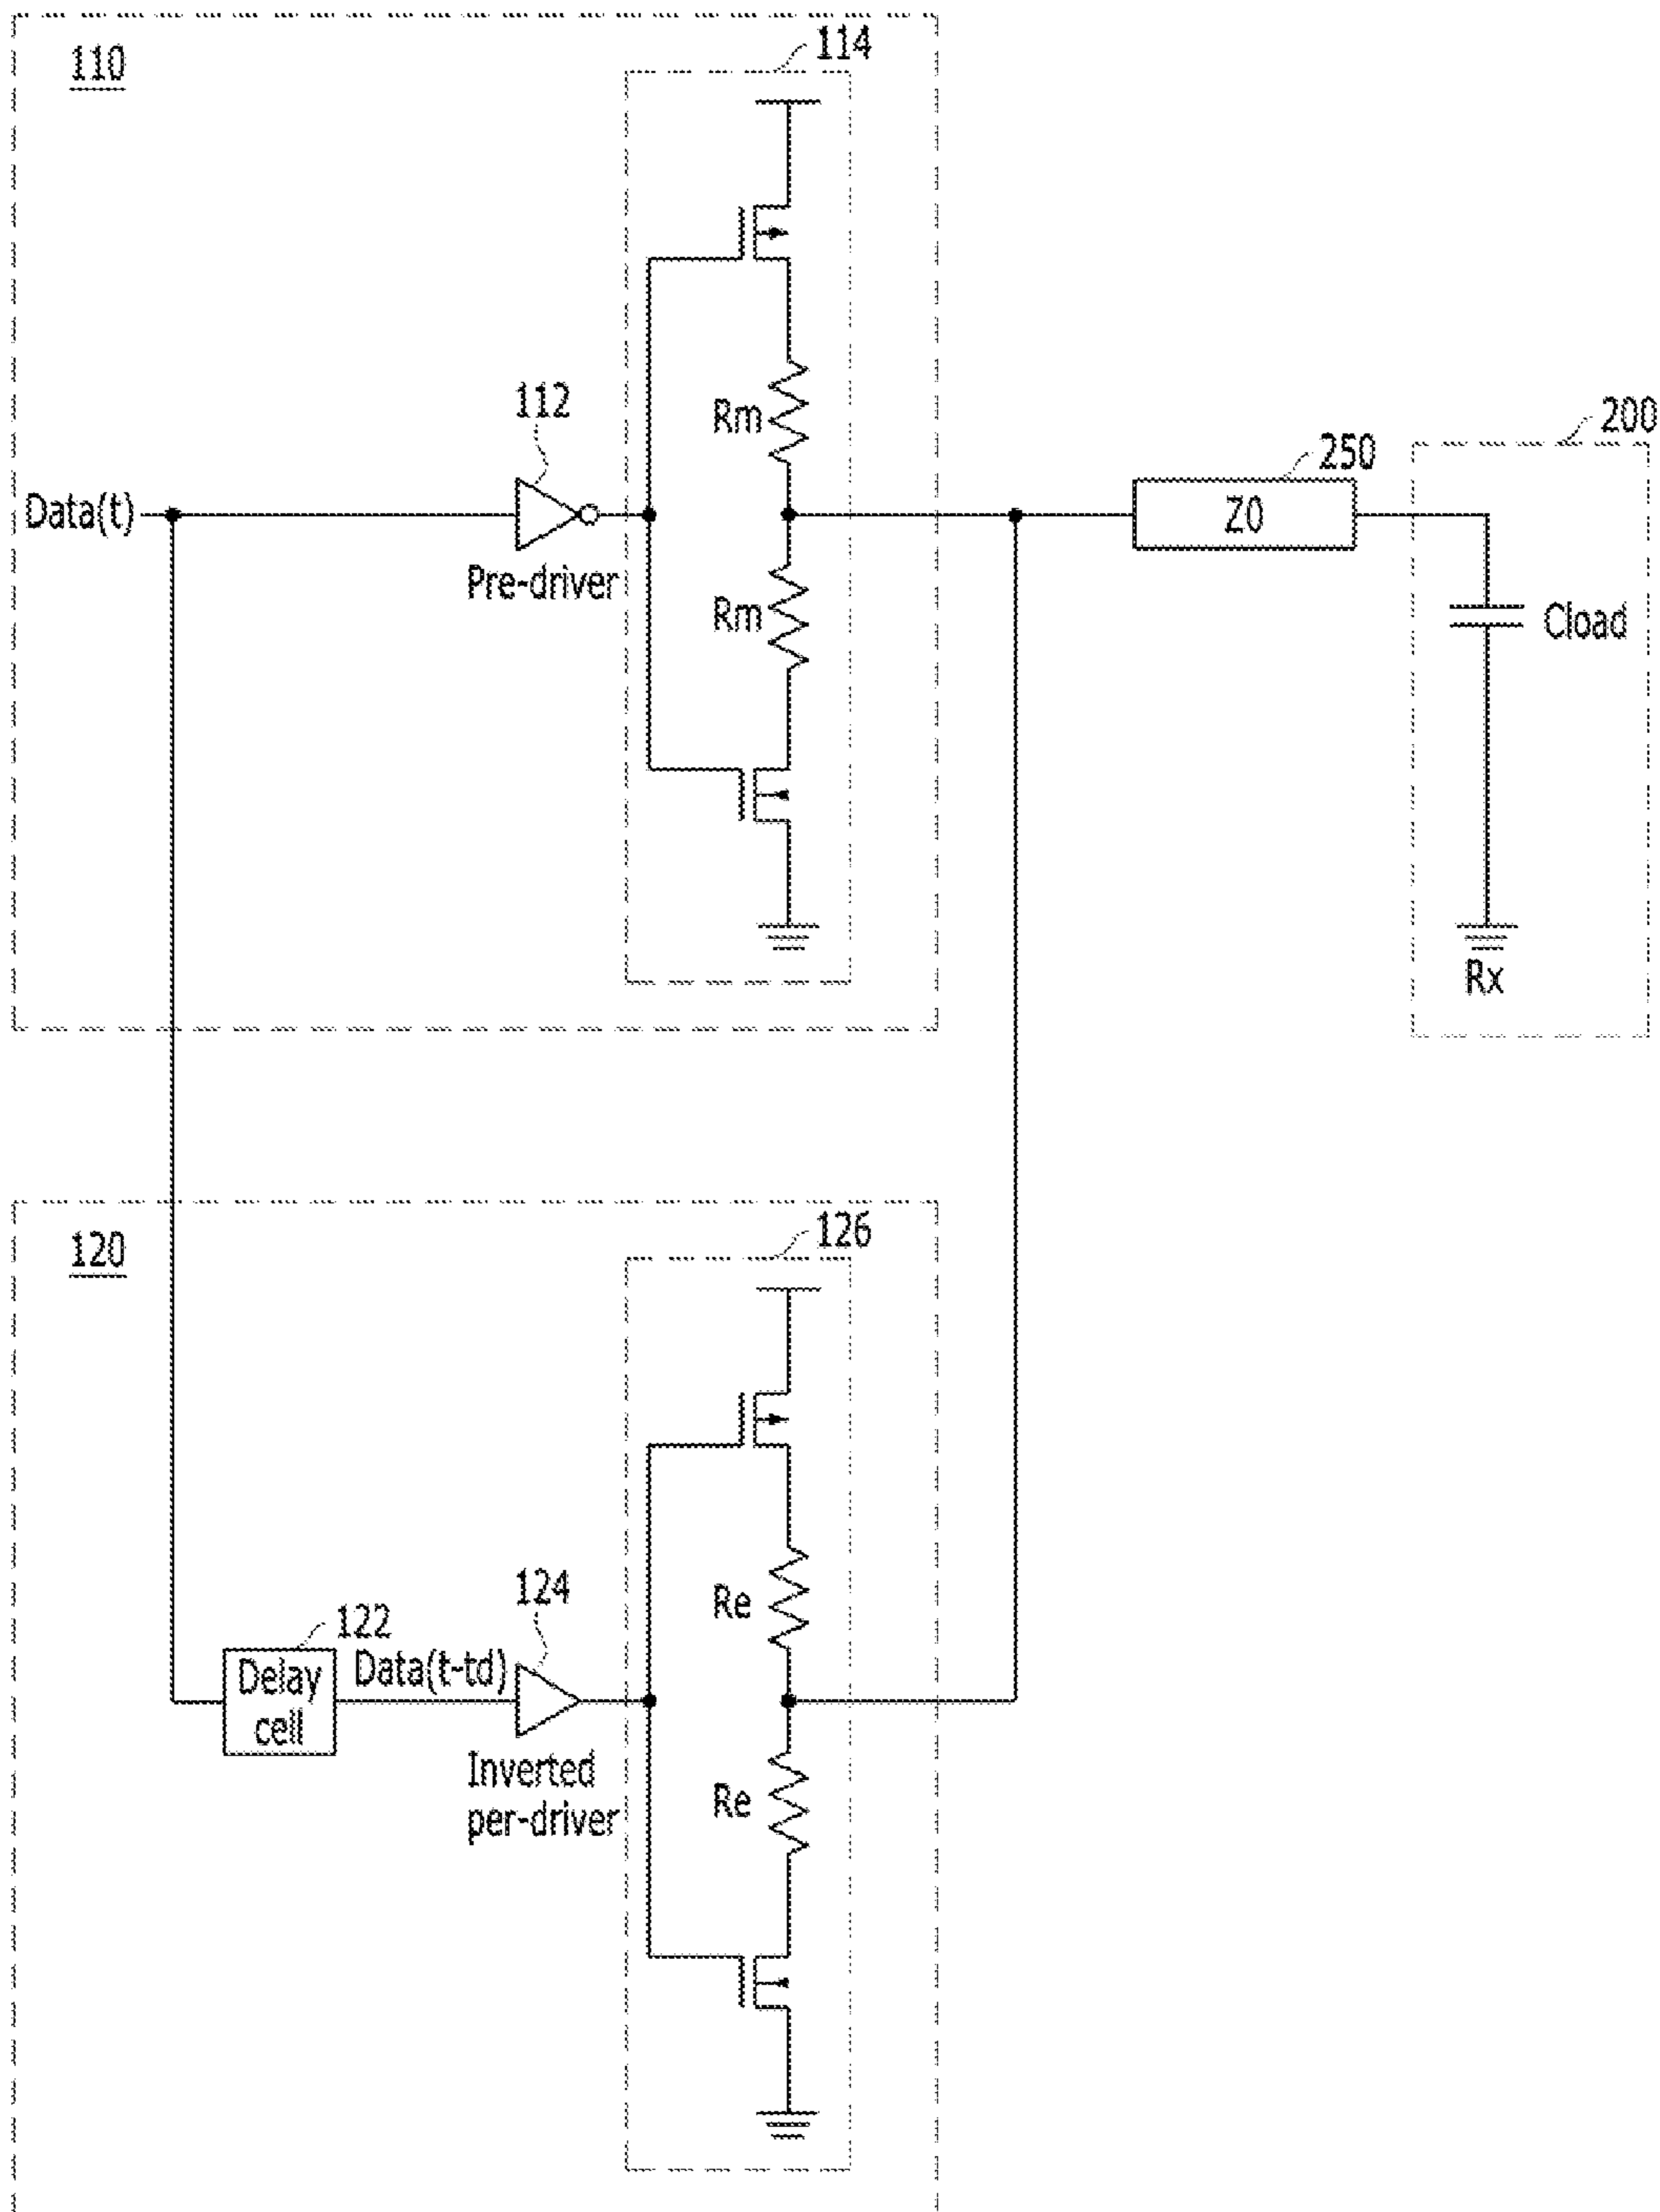 110
114
112
Rm
250
200
Data(t)
Z0
Pre-driver
Rm
Cload
Rx
120
126
124
Re
122
Delay
cell
Data(t-td)
Inverted
per-driver
Re